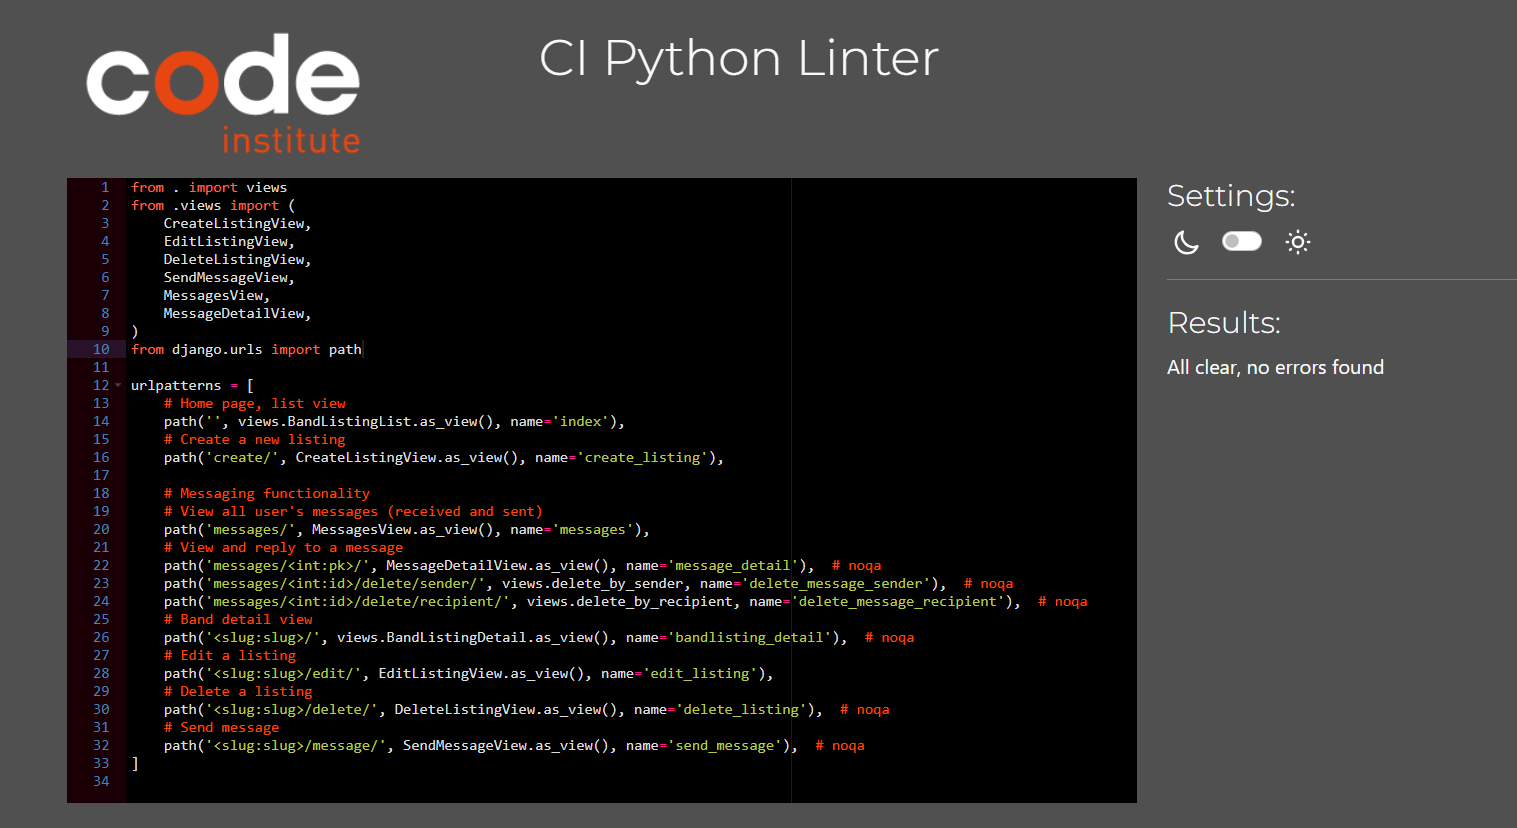 code
institute
CI Python Linter
1 from . import views
2 from .views import (
3     CreateListingView,
4     EditListingView,
5     DeleteListingView,
6     SendMessageView,
7     MessagesView,
8     MessageDetailView,
9 )
10 from django.urls import path
11
12 urlpatterns = [
13     # Home page, list view
14     path('', views.BandListingList.as_view(), name='index'),
15     # Create a new listing
16     path('create/', CreateListingView.as_view(), name='create_listing'),
17
18     # Messaging functionality
19     # View all user's messages (received and sent)
20     path('messages/', MessagesView.as_view(), name='messages'),
21     # View and reply to a message
22     path('messages/<int:pk>/', MessageDetailView.as_view(), name='message_detail'),  # noqa
23     path('messages/<int:id>/delete/sender/', views.delete_by_sender, name='delete_message_sender'),  # noqa
24     path('messages/<int:id>/delete/recipient/', views.delete_by_recipient, name='delete_message_recipient'),  # noqa
25     # Band detail view
26     path('<slug:slug>/', views.BandListingDetail.as_view(), name='bandlisting_detail'),  # noqa
27     # Edit a listing
28     path('<slug:slug>/edit/', EditListingView.as_view(), name='edit_listing'),
29     # Delete a listing
30     path('<slug:slug>/delete/', DeleteListingView.as_view(), name='delete_listing'),  # noqa
31     # Send message
32     path('<slug:slug>/message/', SendMessageView.as_view(), name='send_message'),  # noqa
33 ]
34
Settings:
Results:
All clear, no errors found